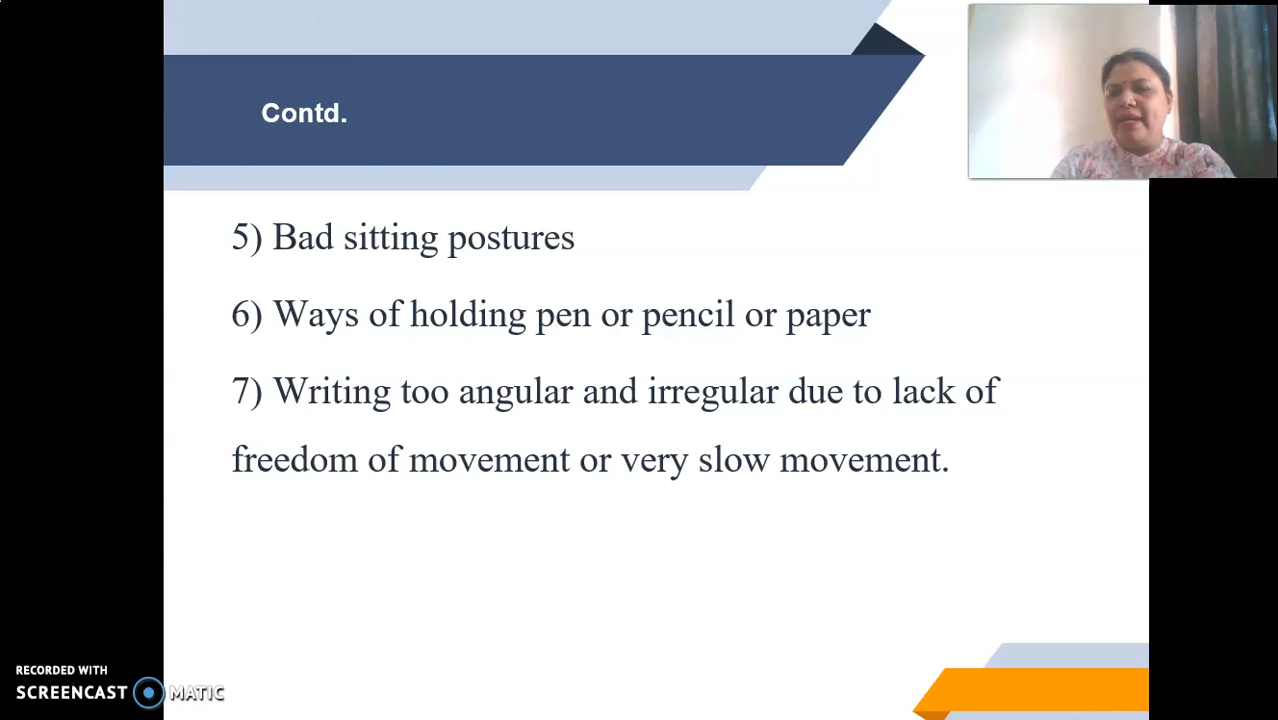 Contd.
5) Bad sitting postures
6) Ways of holding pen or pencil or paper
7) Writing too angular and irregular due to lack of
freedom of movement or very slow movement.
RECORDED WITH
SCREENCAST MATIC